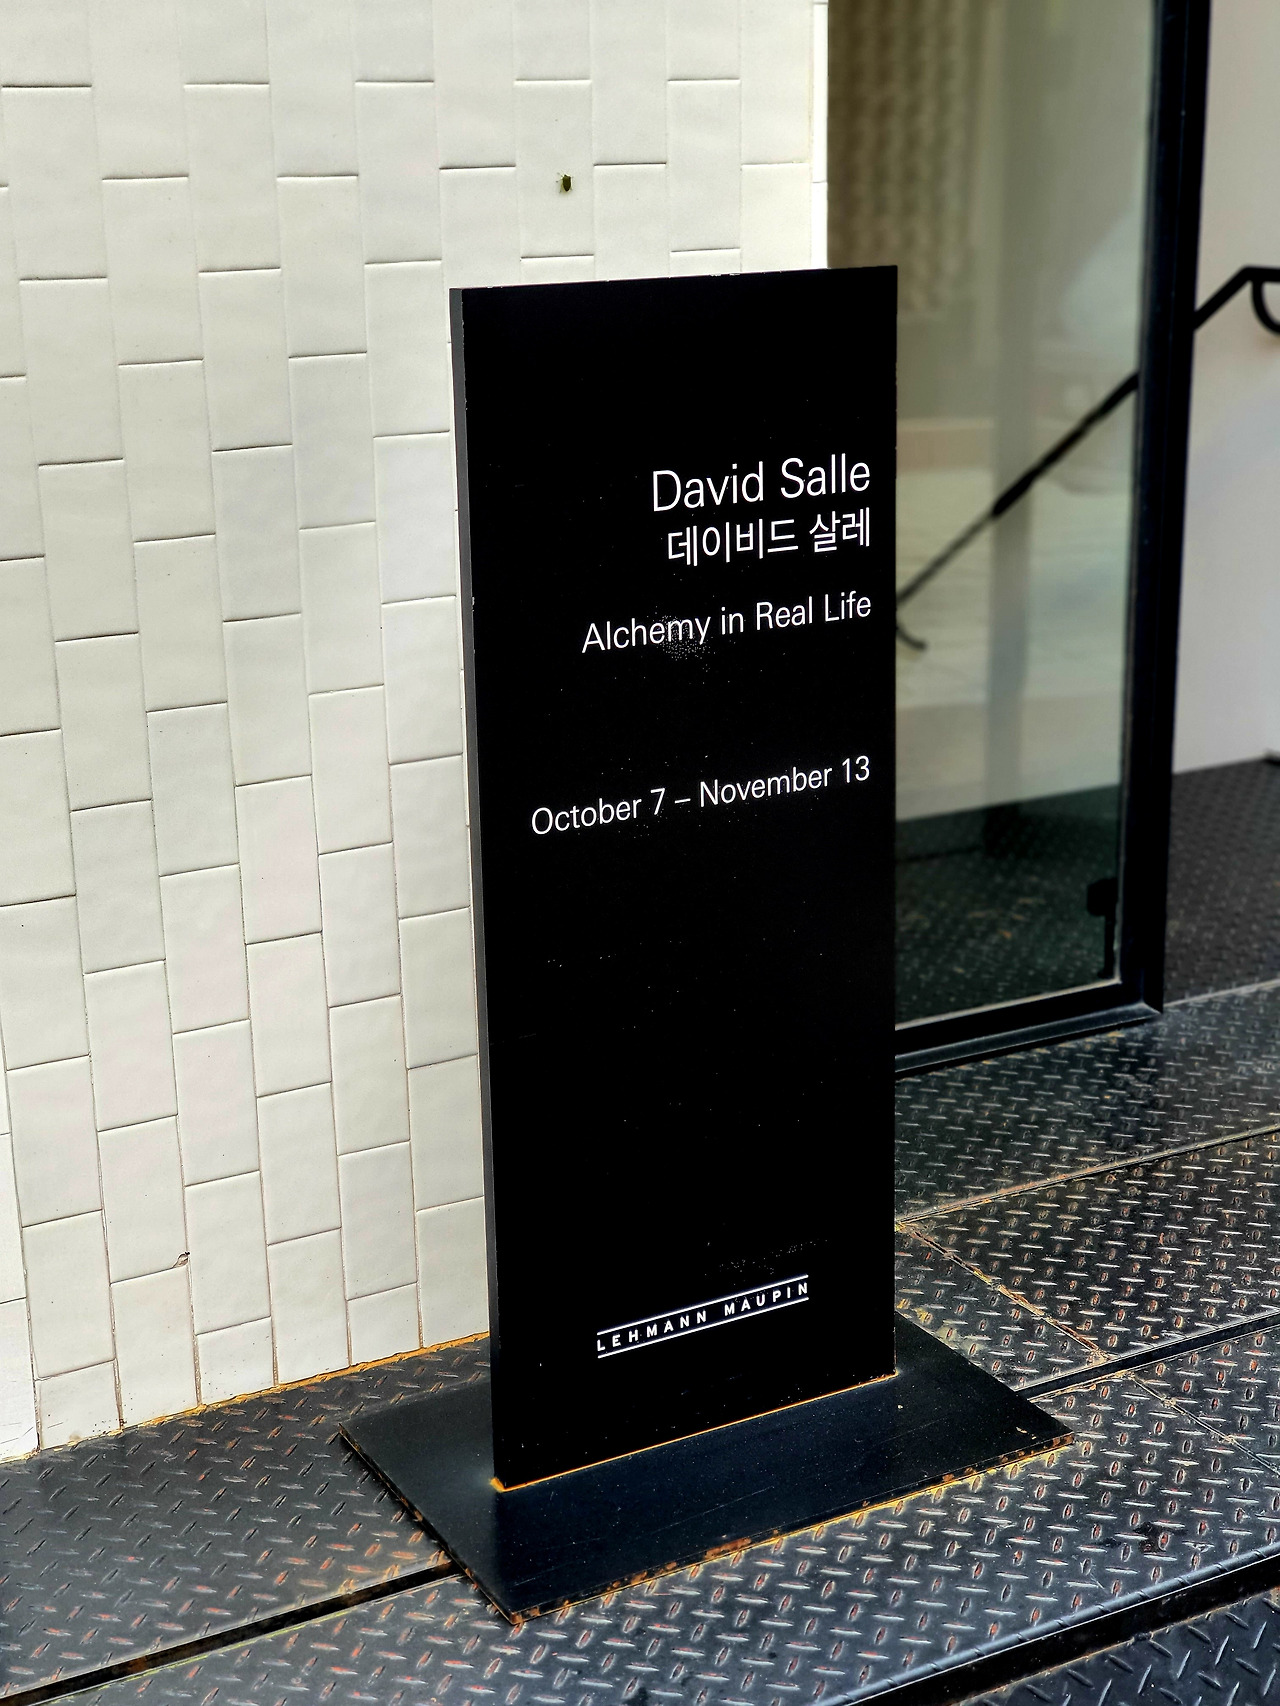 David Salle
데이비드 살레
Alchemy in Real Life
October 7 – November 13
LEHMANN MAUPIN